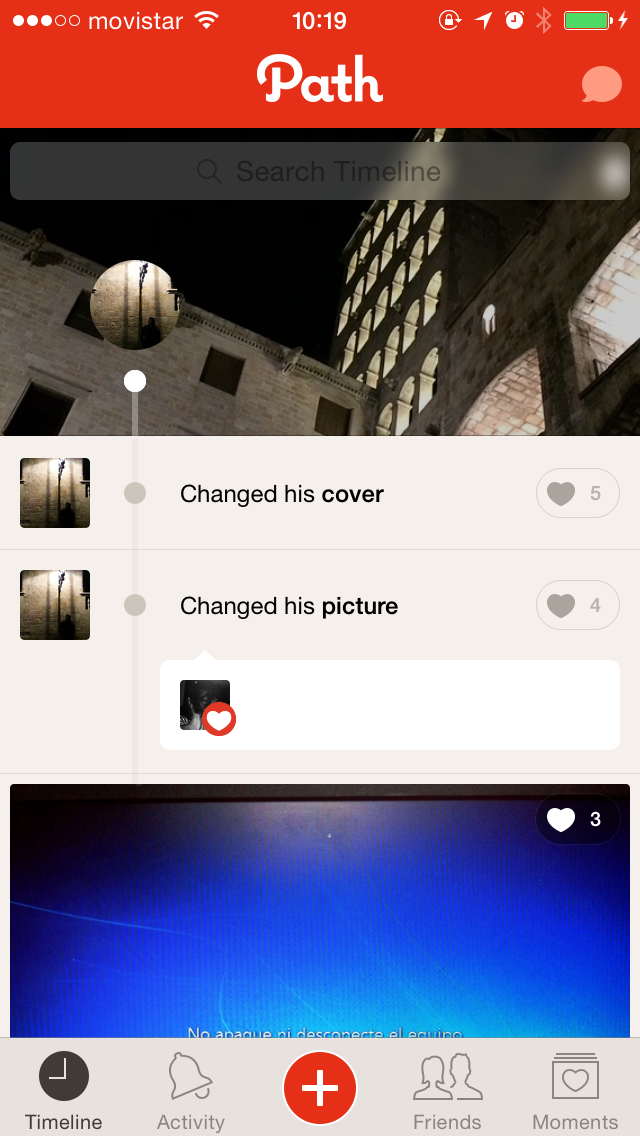 movistar 10:19
Path
Search Timeline
Changed his cover 5
Changed his picture 4
3
No apague ni desconecte el equipo.
Timeline Activity Friends Moments